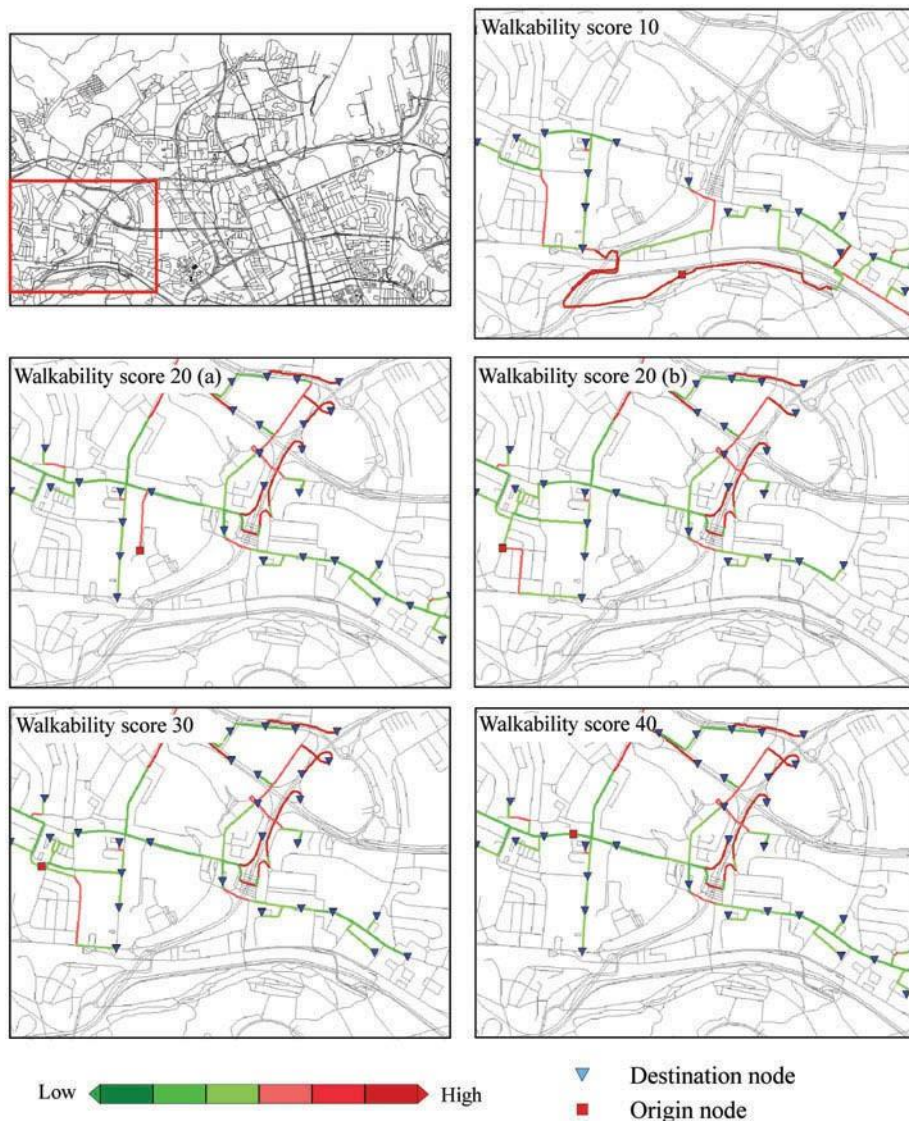 Walkability score 10
Walkability score 20 (a)
Walkability score 20 (b)
Walkability score 30
Walkability score 40
Low
High
Destination node
Origin node